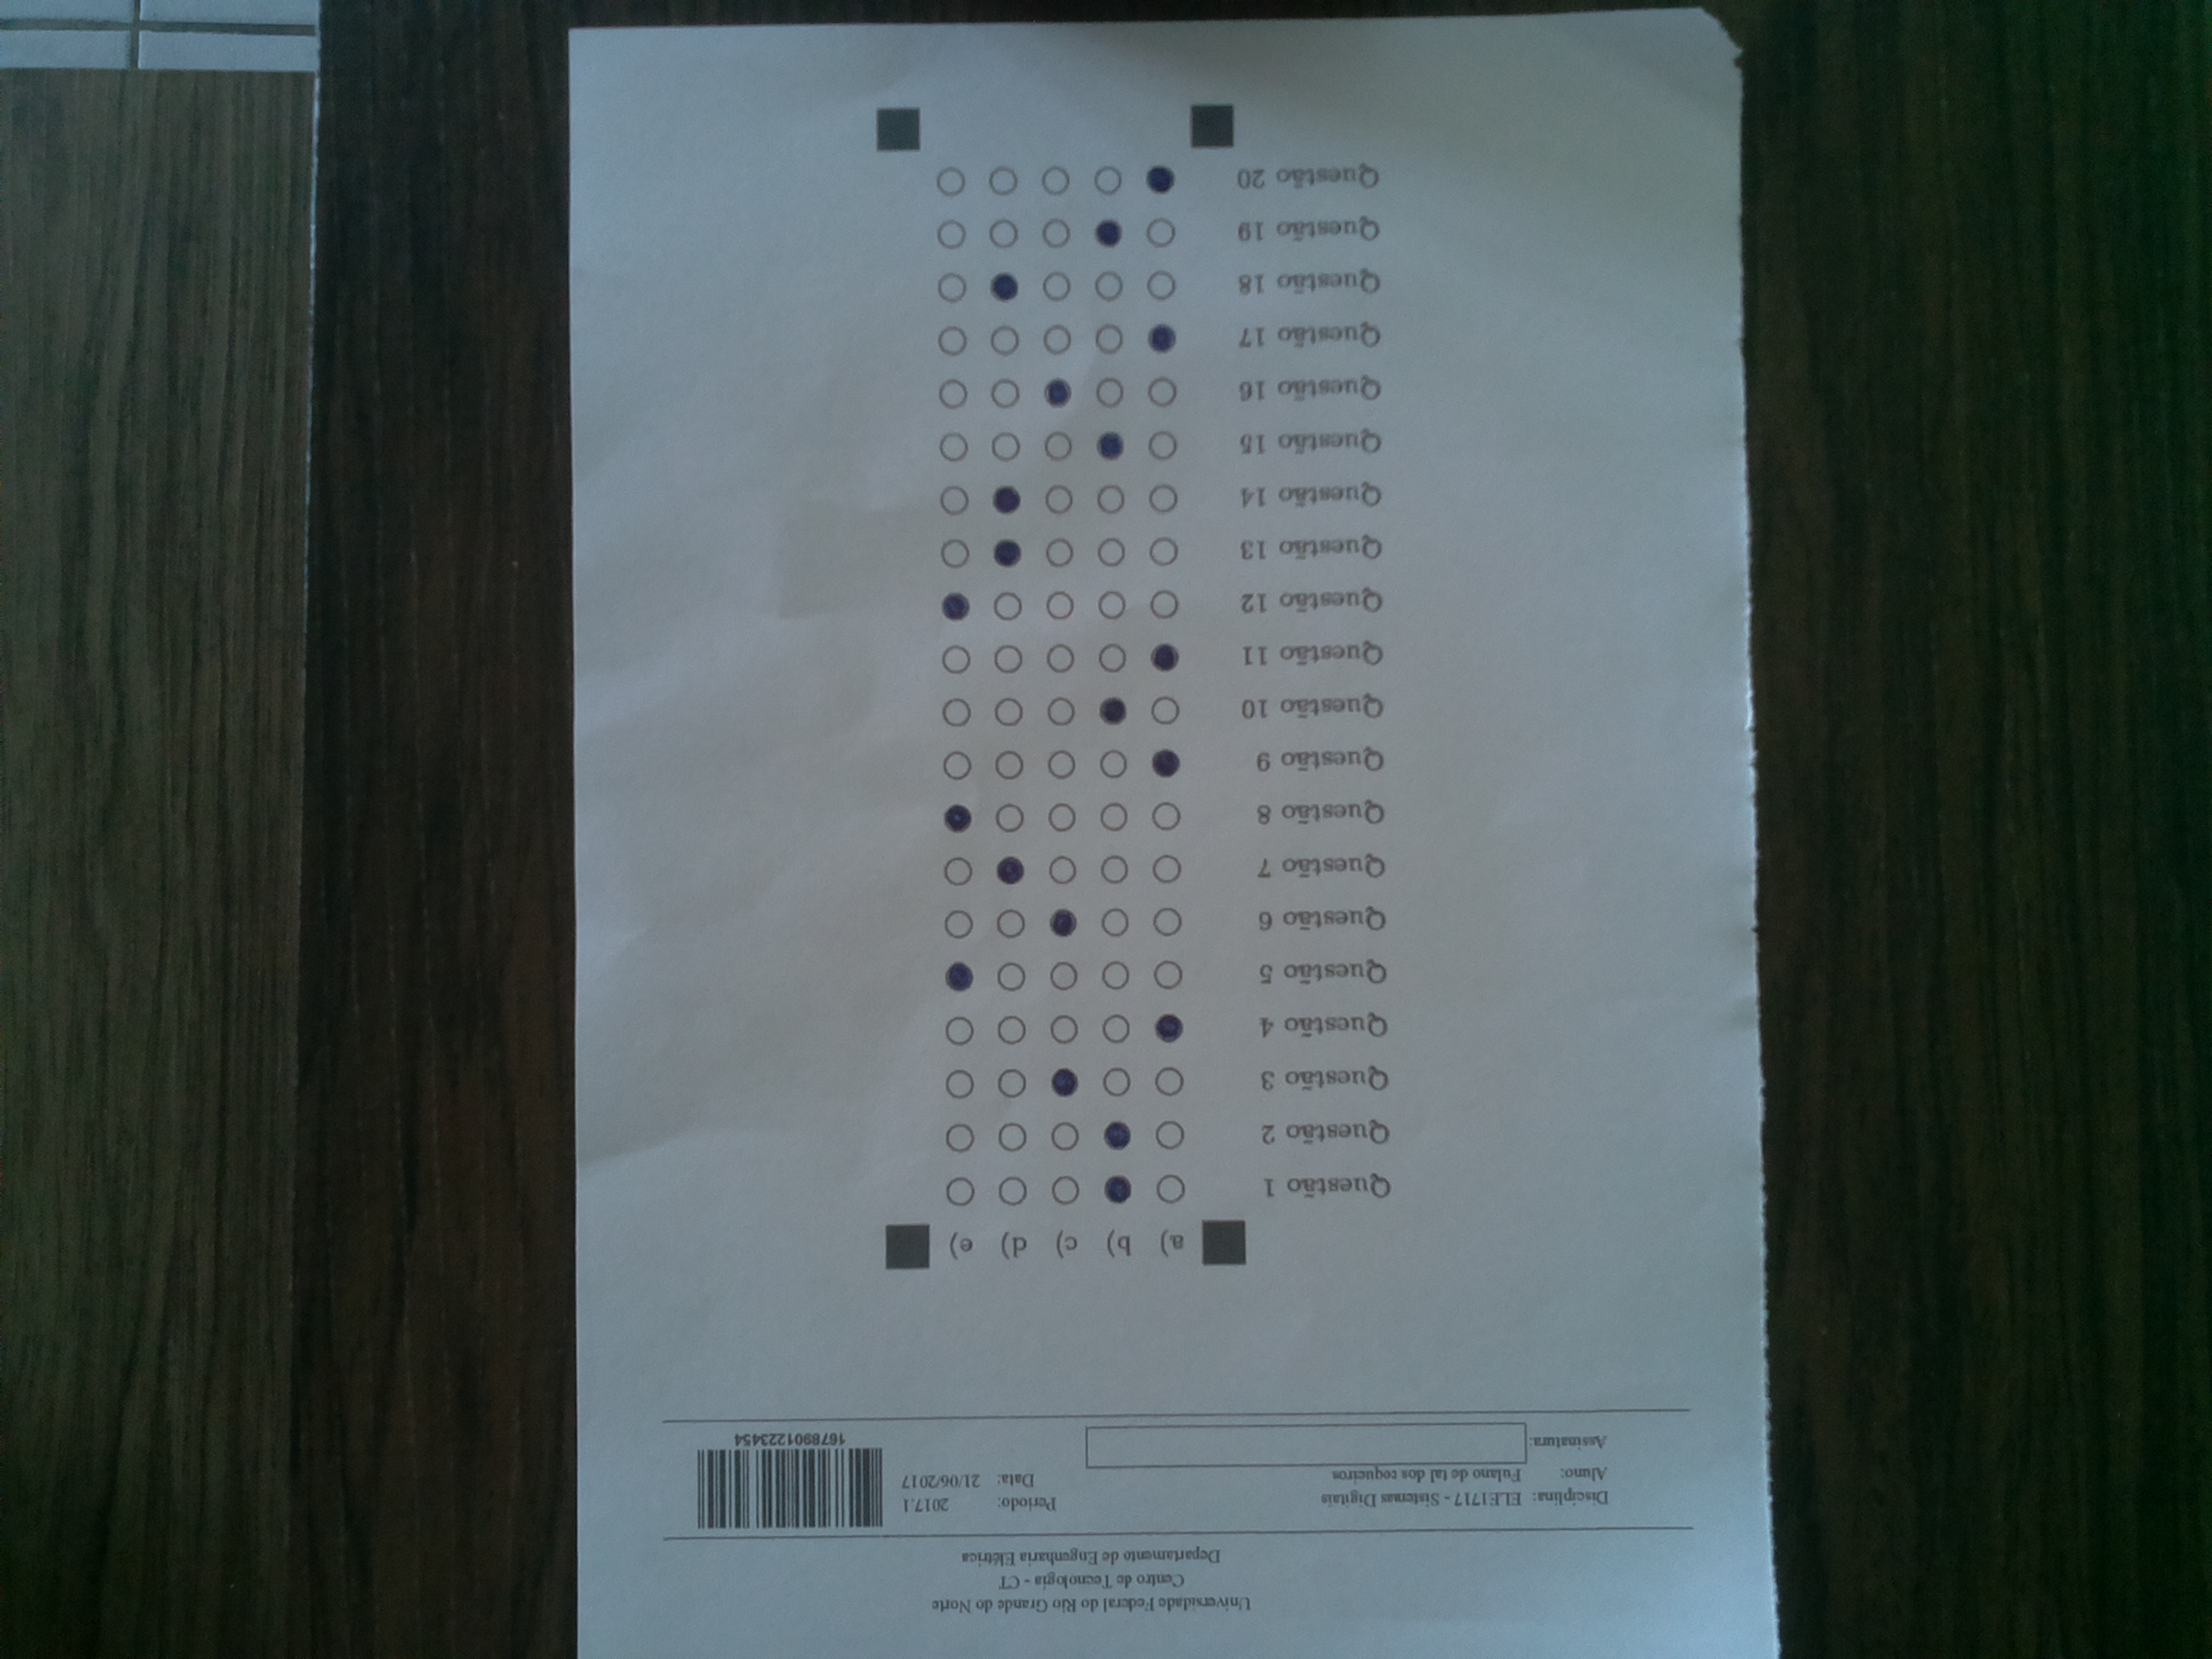 Universidade Federal do Rio Grande do Norte
Centro de Tecnologia - CT
Departamento de Engenharia Elétrica
Disciplina: ELE1717 - Sistemas Digitais Período: 2017.1
Aluno: Fulano de tal dos coqueiros Data: 21/06/2017
Assinatura:
1678901223454
a) b) c) d) e)
Questão 1
Questão 2
Questão 3
Questão 4
Questão 5
Questão 6
Questão 7
Questão 8
Questão 9
Questão 10
Questão 11
Questão 12
Questão 13
Questão 14
Questão 15
Questão 16
Questão 17
Questão 18
Questão 19
Questão 20